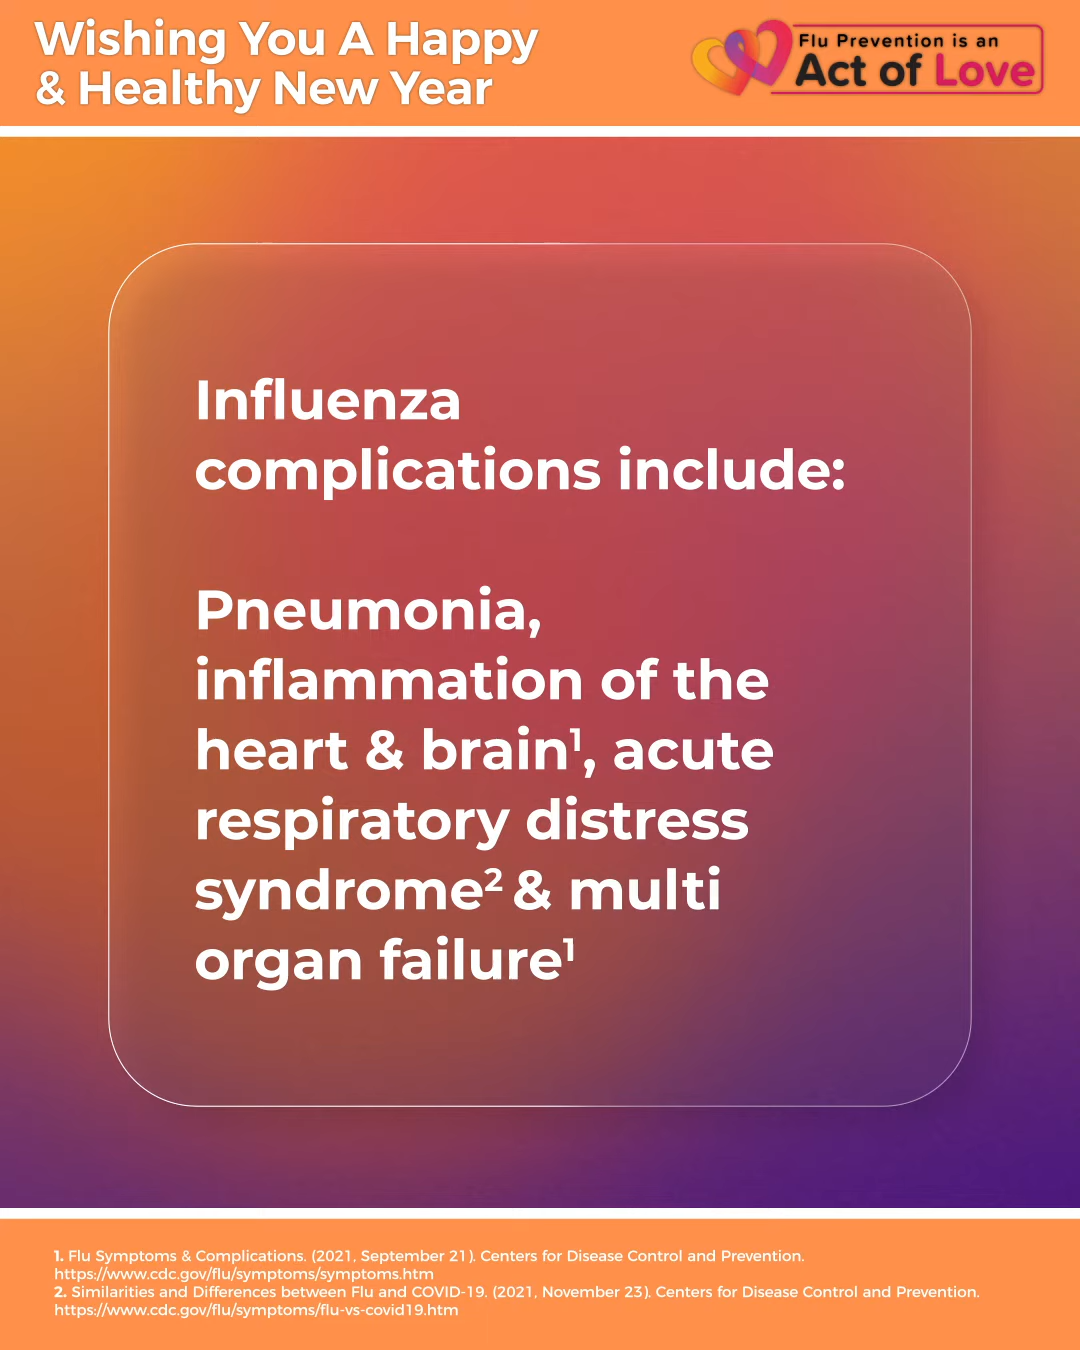 Wishing You A Happy
& Healthy New Year
Flu Prevention is an
Act of Love
Influenza
complications include:
Pneumonia,
inflammation of the
heart & brain¹, acute
respiratory distress
syndrome² & multi
organ failure¹
1. Flu Symptoms & Complications. (2021, September 21). Centers for Disease Control and Prevention.
https://www.cdc.gov/flu/symptoms/symptoms.htm
2. Similarities and Differences between Flu and COVID-19. (2021, November 23). Centers for Disease Control and Prevention.
https://www.cdc.gov/flu/symptoms/flu-vs-covid19.htm